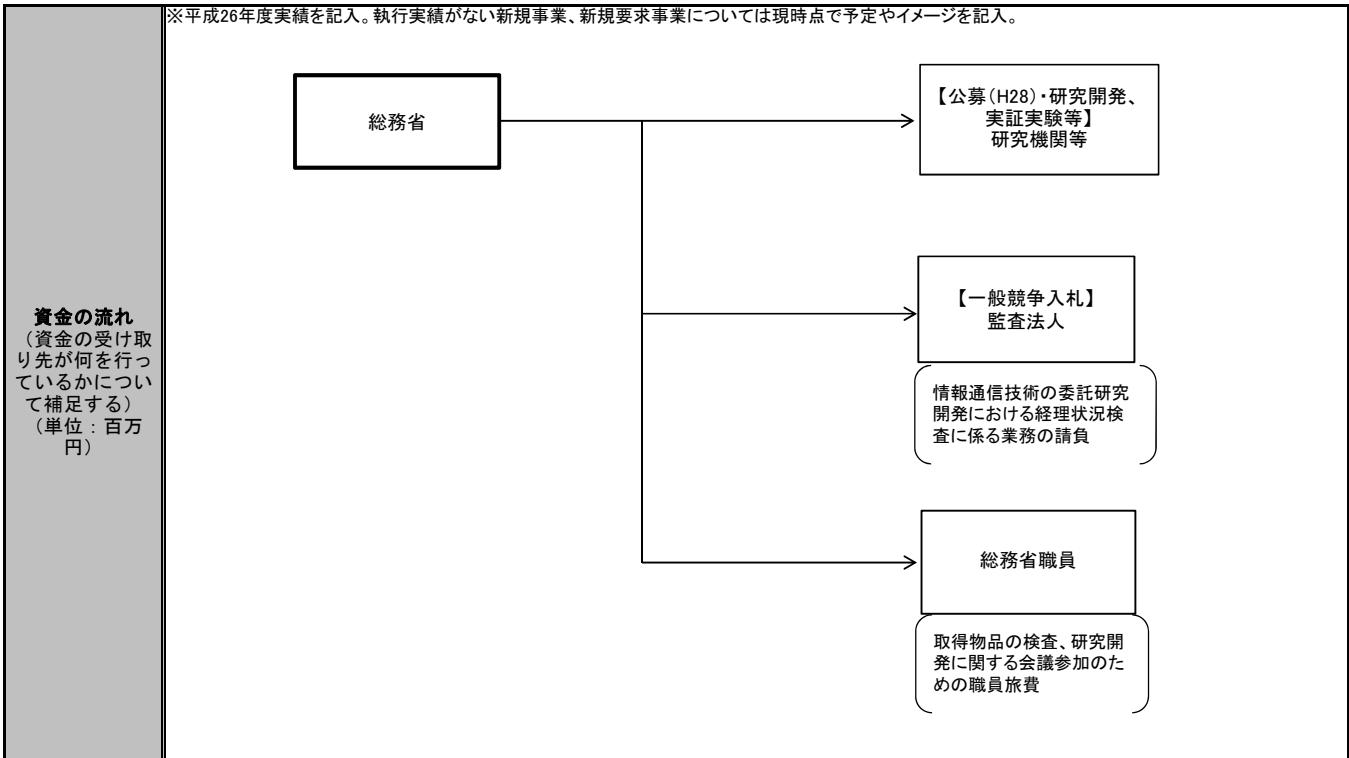 ※平成26年度実績を記入。執行実績がない新規事業、新規要求事業については現時点で予定やイメージを記入。
総務省
【公募(H28)・研究開発、
実証実験等】
研究機関等
【一般競争入札】
監査法人
情報通信技術の委託研究
開発における経理状況検
査に係る業務の請負
資金の流れ
（資金の受け取
り先が何を行っ
ているかについ
て補足する）
（単位：百万
円）
総務省職員
取得物品の検査、研究開
発に関する会議参加のた
めの職員旅費